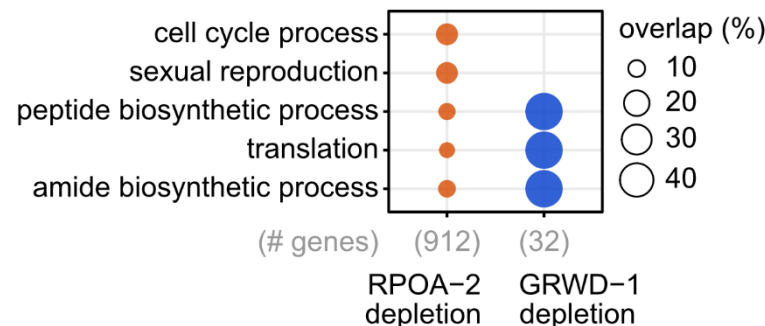 cell cycle process
sexual reproduction
peptide biosynthetic process
translation
amide biosynthetic process
overlap (%)
10
20
30
40
(# genes) (912) (32)
RPOA−2 GRWD−1
depletion depletion